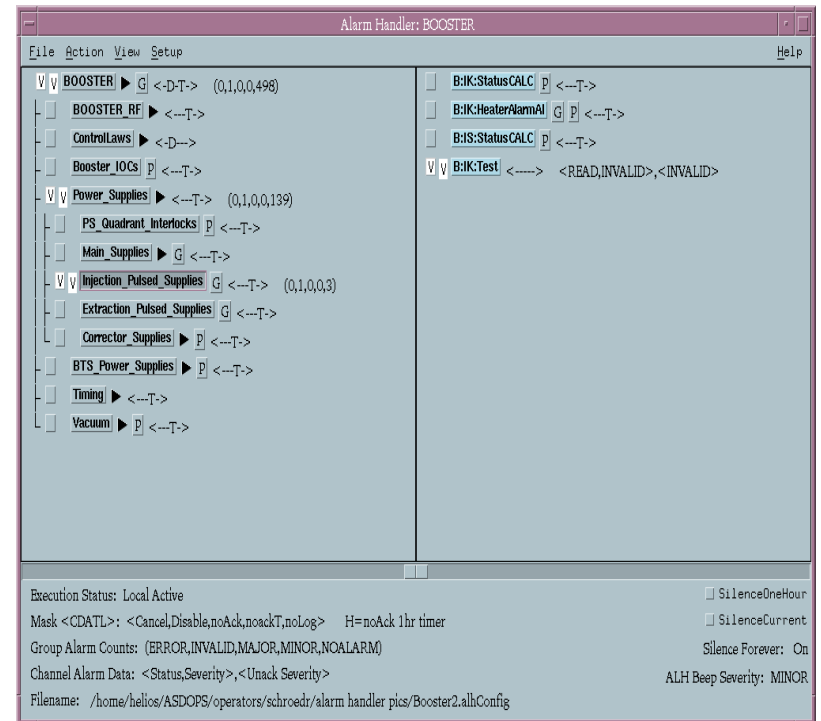 Alarm Handler: BOOSTER
File Action View Setup Help
V V BOOSTER G <-D-T-> (0,1,0,0,498)
BOOSTER_RF <---T->
ControlLaws <-D--->
Booster_IOCs P <---T->
V V Power_Supplies <---T-> (0,1,0,0,139)
PS_Quadrant_Interlocks P <---T->
Main_Supplies G <---T->
V V Injection_Pulsed_Supplies G <---T-> (0,1,0,0,3)
Extraction_Pulsed_Supplies G <---T->
Corrector_Supplies P <---T->
BTS_Power_Supplies P <---T->
Timing <---T->
Vacuum P <---T->
B:IK:StatusCALC P <---T->
B:IK:HeaterAlarmAI G P <---T->
B:IS:StatusCALC P <---T->
V V B:IK:Test <-----> <READ,INVALID>,<INVALID>
Execution Status: Local Active
Mask <CDATL>: <Cancel,Disable,noAck,noackT,noLog> H=noAck 1hr timer
Group Alarm Counts: (ERROR,INVALID,MAJOR,MINOR,NOALARM)
Channel Alarm Data: <Status,Severity>,<Unack Severity>
Filename: /home/helios/ASDOPS/operators/schroedr/alarm handler pics/Booster2.alhConfig
SilenceOneHour
SilenceCurrent
Silence Forever: On
ALH Beep Severity: MINOR